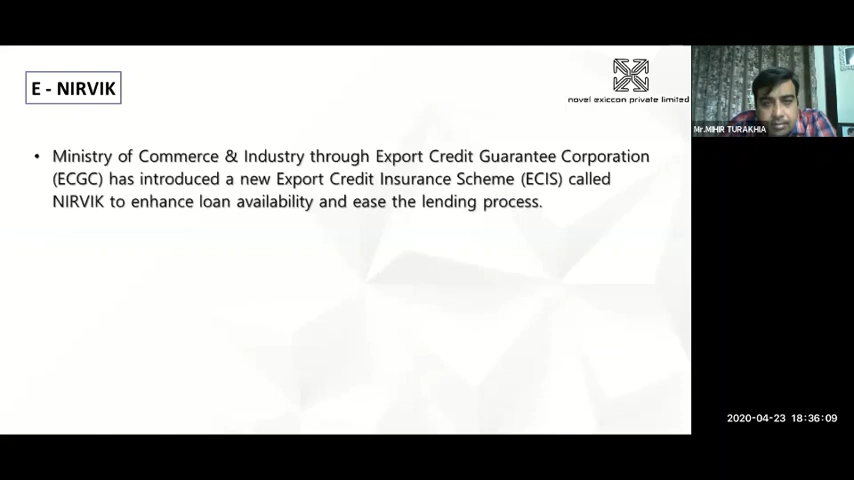 E - NIRVIK
novel exiccon private limited
Mr.MIHIR TURAKHIA
• Ministry of Commerce & Industry through Export Credit Guarantee Corporation
(ECGC) has introduced a new Export Credit Insurance Scheme (ECIS) called
NIRVIK to enhance loan availability and ease the lending process.
2020-04-23 18:36:09